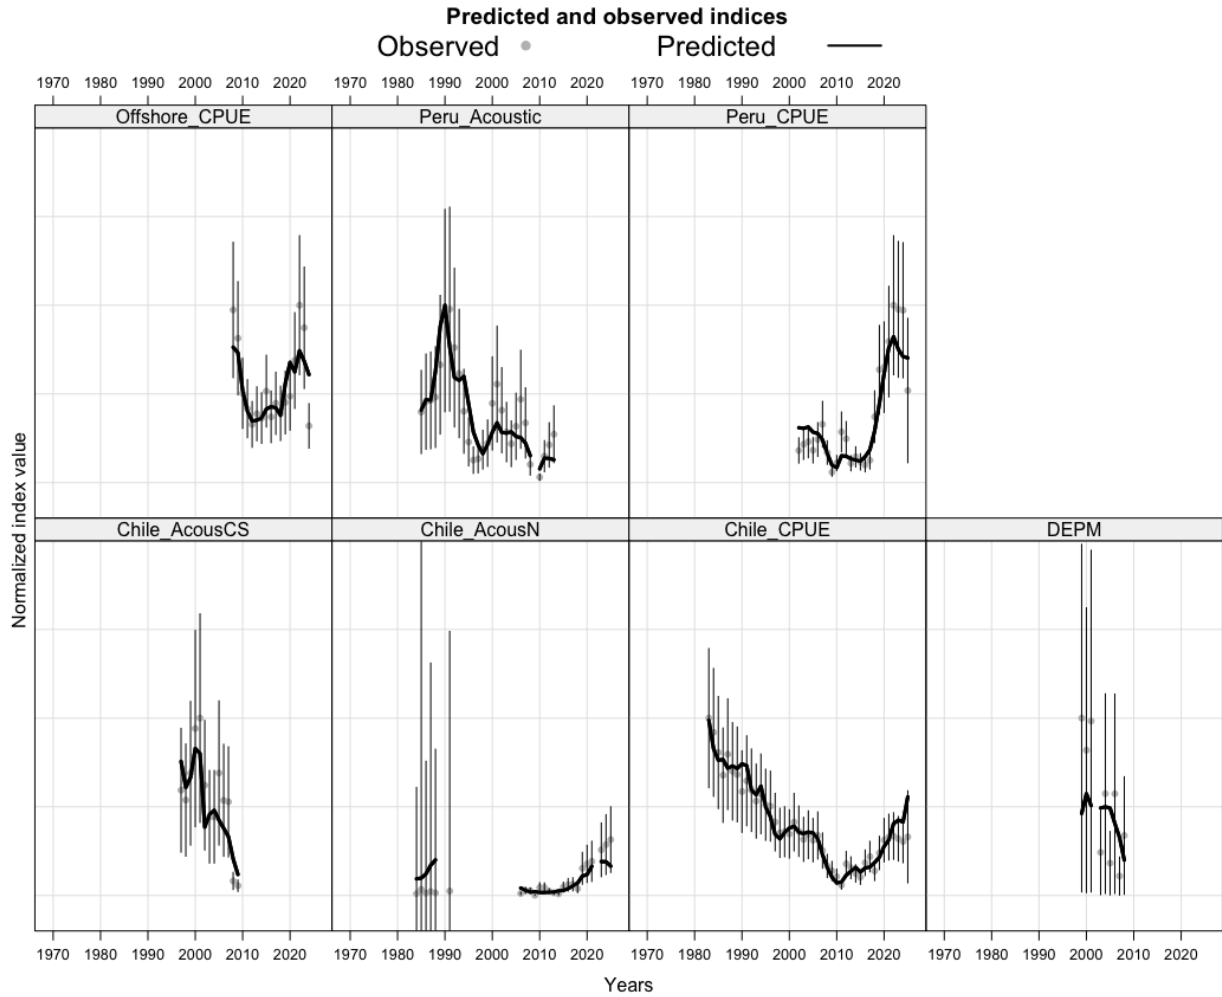 Predicted and observed indices
Observed Predicted
1970 1980 1990 2000 2010 2020 1970 1980 1990 2000 2010 2020 1970 1980 1990 2000 2010 2020
Offshore_CPUE Peru_Acoustic Peru_CPUE
Normalized index value
Chile_AcousCS Chile_AcousN Chile_CPUE DEPM
1970 1980 1990 2000 2010 2020 1970 1980 1990 2000 2010 2020 1970 1980 1990 2000 2010 2020 1970 1980 1990 2000 2010 2020
Years